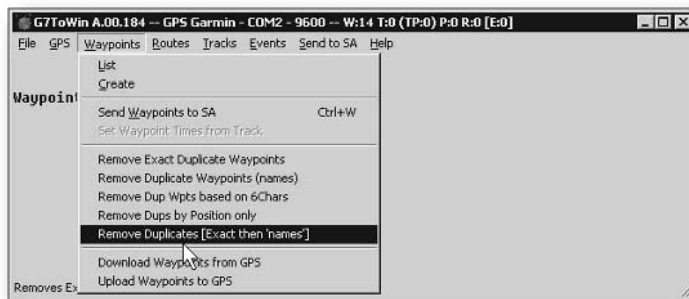 G7ToWin A.00.184 -- GPS Garmin - COM2 - 9600 -- W:14 T:0 (TP:0) P:0 R:0 [E:0]
File GPS Waypoints Routes Tracks Events Send to SA Help
List
Create
Waypoint
Send Waypoints to SA Ctrl+W
Set Waypoint Times from Track
Remove Exact Duplicate Waypoints
Remove Duplicate Waypoints (names)
Remove Dup Wpts based on 6Chars
Remove Dups by Position only
Remove Duplicates [Exact then 'names']
Download Waypoints from GPS
Upload Waypoints to GPS
Removes Ex